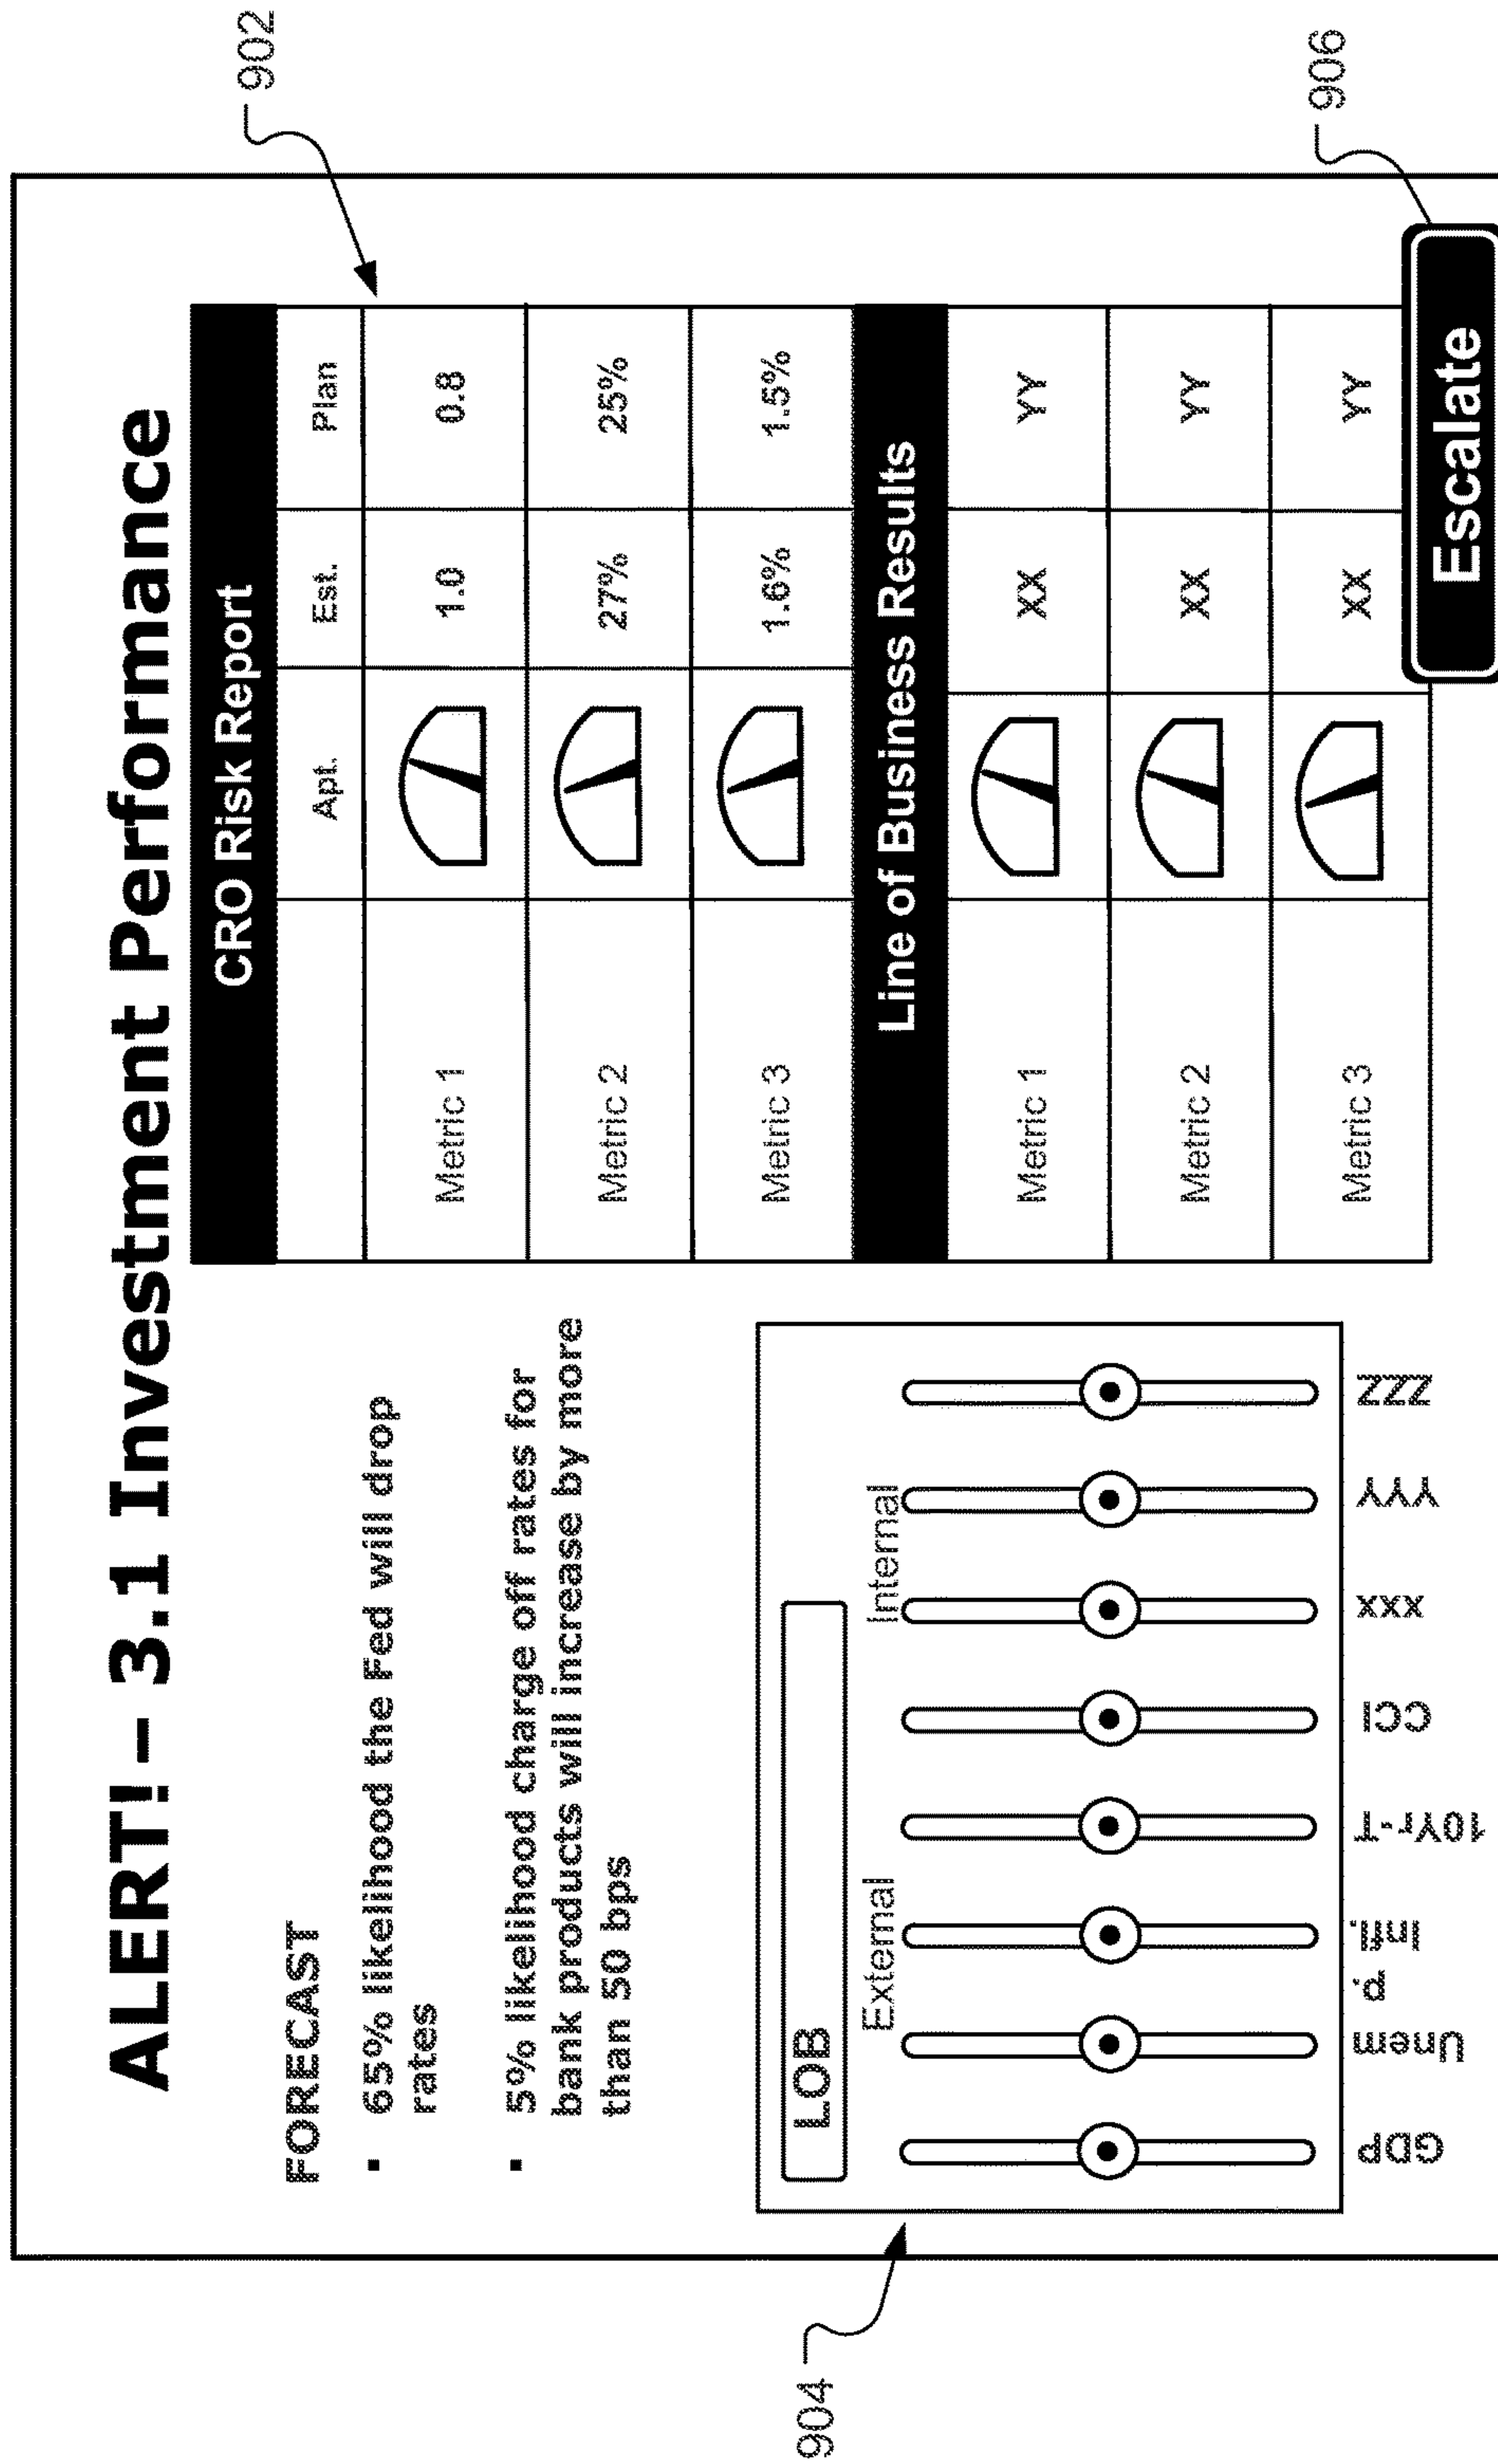 ALERT! – 3.1 Investment Performance
FORECAST
▪ 65% likelihood the Fed will drop
rates
▪ 5% likelihood charge off rates for
bank products will increase by more
than 50 bps
LOB
External
Internal
GDP
Unem
p.
Infl.
10Yr-T
CCI
xxx
YYY
ZZZ
CRO Risk Report
Apt. Est. Plan
Metric 1 1.0 0.8
Metric 2 27% 25%
Metric 3 1.6% 1.5%
Line of Business Results
Metric 1 XX YY
Metric 2 XX YY
Metric 3 XX YY
Escalate
902
904
906